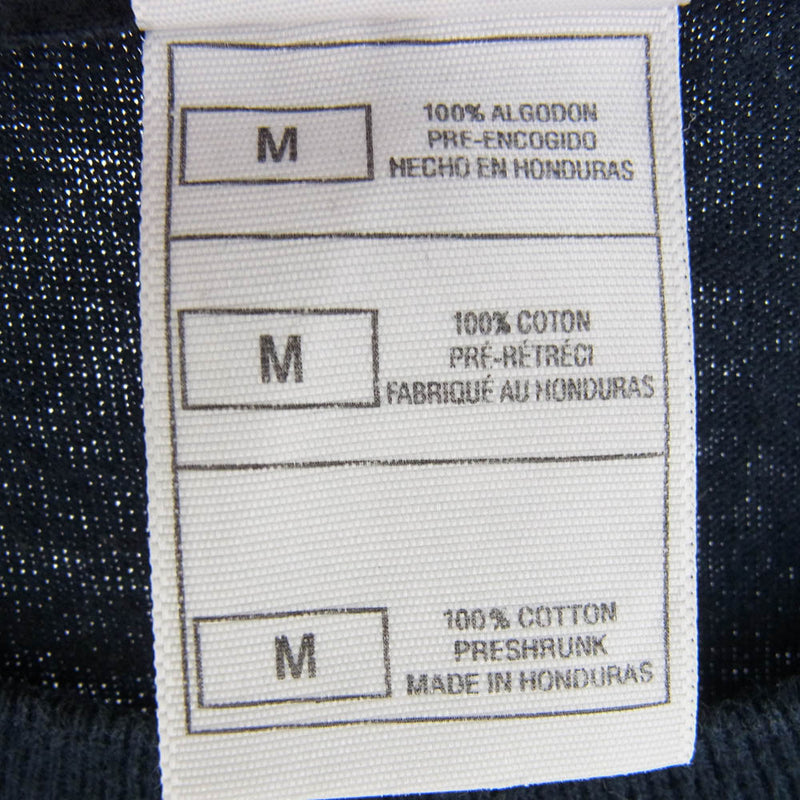 M
100% ALGODON
PRE-ENCOGIDO
HECHO EN HONDURAS
M
100% COTON
PRÉ-RÉTRÉCI
FABRIQUÉ AU HONDURAS
M
100% COTTON
PRESHRUNK
MADE IN HONDURAS